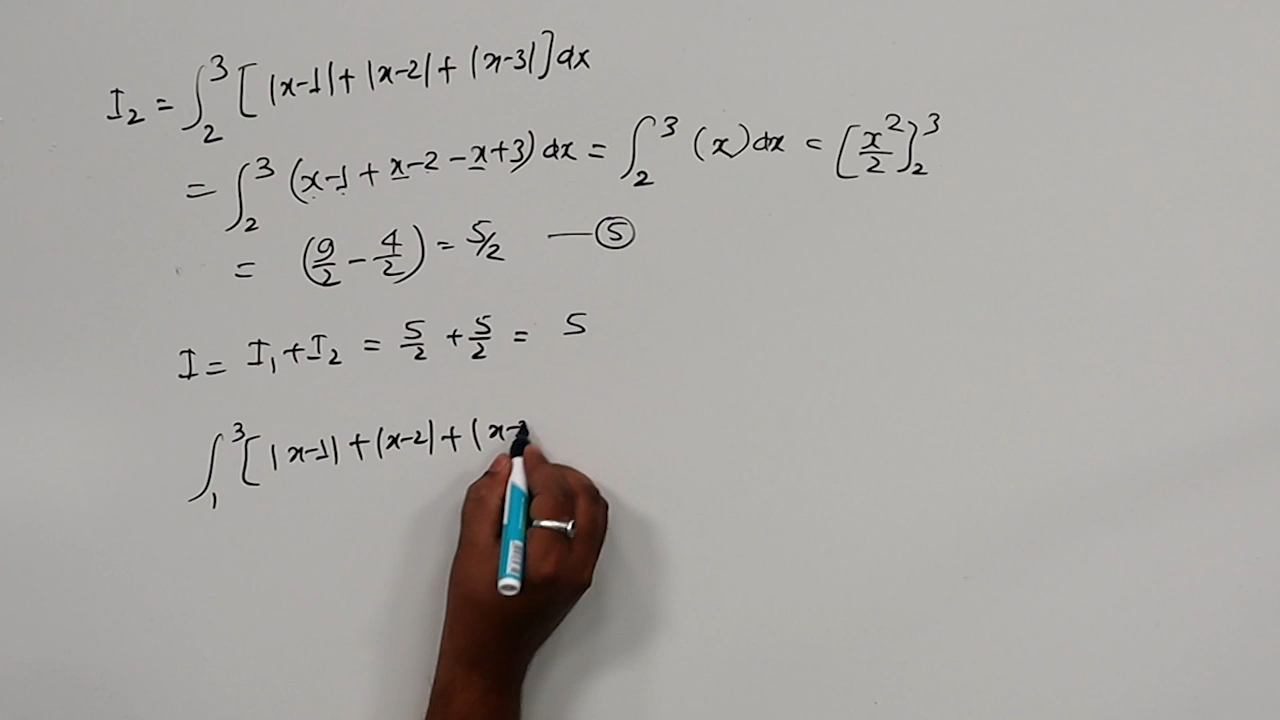 I₂ = ∫₂³ [ |x-1| + |x-2| + |x-3| ] dx
= ∫₂³ (x-1 + x-2 - x+3) dx = ∫₂³ (x) dx = [x²/2]₂³
= (9/2 - 4/2) = 5/2 — ⑤
I = I₁ + I₂ = 5/2 + 5/2 = 5
∫₁³ [ |x-1| + |x-2| + |x-